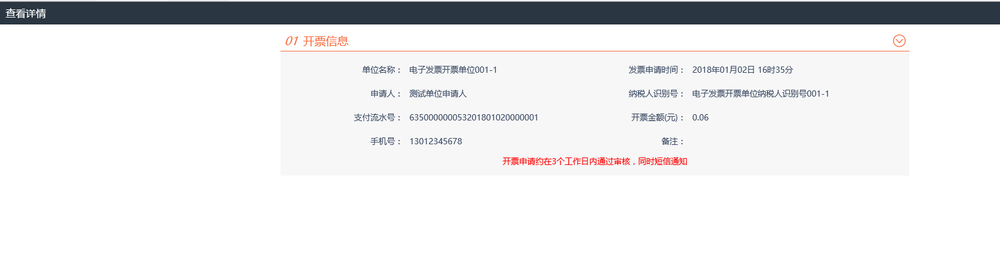 查看详情
01 开票信息
单位名称： 电子发票开票单位001-1 发票申请时间： 2018年01月02日 16时35分
申请人： 测试单位申请人 纳税人识别号： 电子发票开票单位纳税人识别号001-1
支付流水号： 635000000053201801020000001 开票金额(元)： 0.06
手机号： 13012345678 备注：
开票申请约在3个工作日内通过审核，同时短信通知